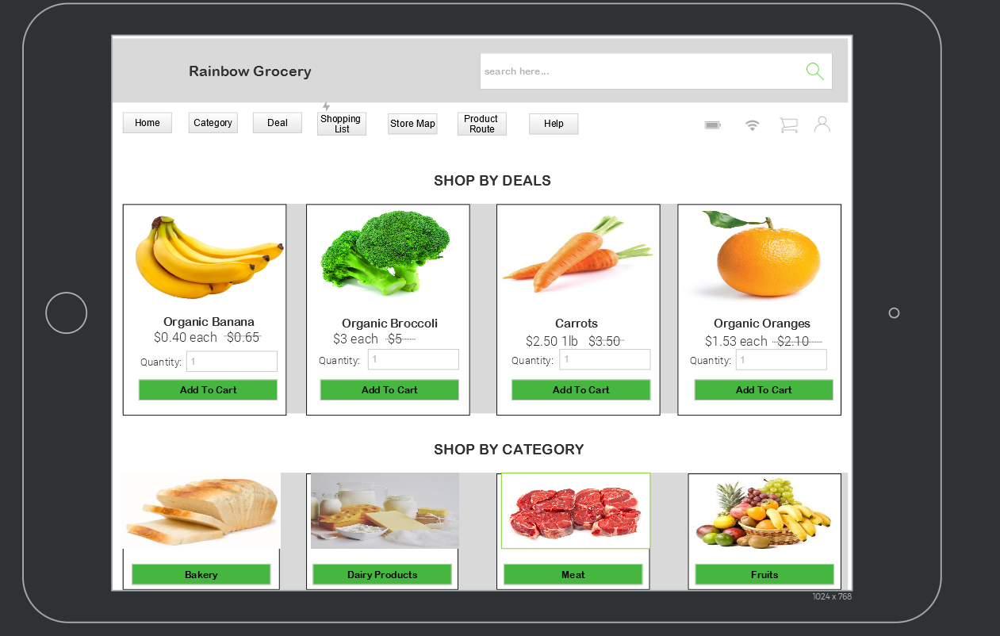 Rainbow Grocery
search here...
Home
Category
Deal
Shopping
List
Store Map
Product
Route
Help
SHOP BY DEALS
Organic Banana
$0.40 each $0.65
Quantity: 1
Add To Cart
Organic Broccoli
$3 each $5
Quantity: 1
Add To Cart
Carrots
$2.50 1lb $3.50
Quantity: 1
Add To Cart
Organic Oranges
$1.53 each $2.10
Quantity: 1
Add To Cart
SHOP BY CATEGORY
Bakery
Dairy Products
Meat
Fruits
1024 x 768